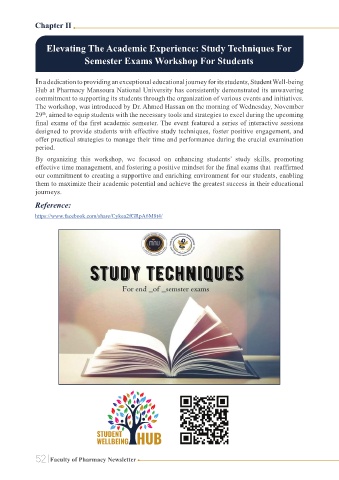 Chapter II
Elevating The Academic Experience: Study Techniques For
Semester Exams Workshop For Students
In a dedication to providing an exceptional educational journey for its students, Student Well-being
Hub at Pharmacy Mansoura National University has consistently demonstrated its unwavering
commitment to supporting its students through the organization of various events and initiatives.
The workshop, was introduced by Dr. Ahmed Hassan on the morning of Wednesday, November
29th, aimed to equip students with the necessary tools and strategies to excel during the upcoming
final exams of the first academic semester. The event featured a series of interactive sessions
designed to provide students with effective study techniques, foster positive engagement, and
offer practical strategies to manage their time and performance during the crucial examination
period.
By organizing this workshop, we focused on enhancing students' study skills, promoting
effective time management, and fostering a positive mindset for the final exams that reaffirmed
our commitment to creating a supportive and enriching environment for our students, enabling
them to maximize their academic potential and achieve the greatest success in their educational
journeys.
Reference:
STUDY TECHNIQUES
For end _of _semster exams
STUDENT
WELLBEING HUB
52 Faculty of Pharmacy Newsletter